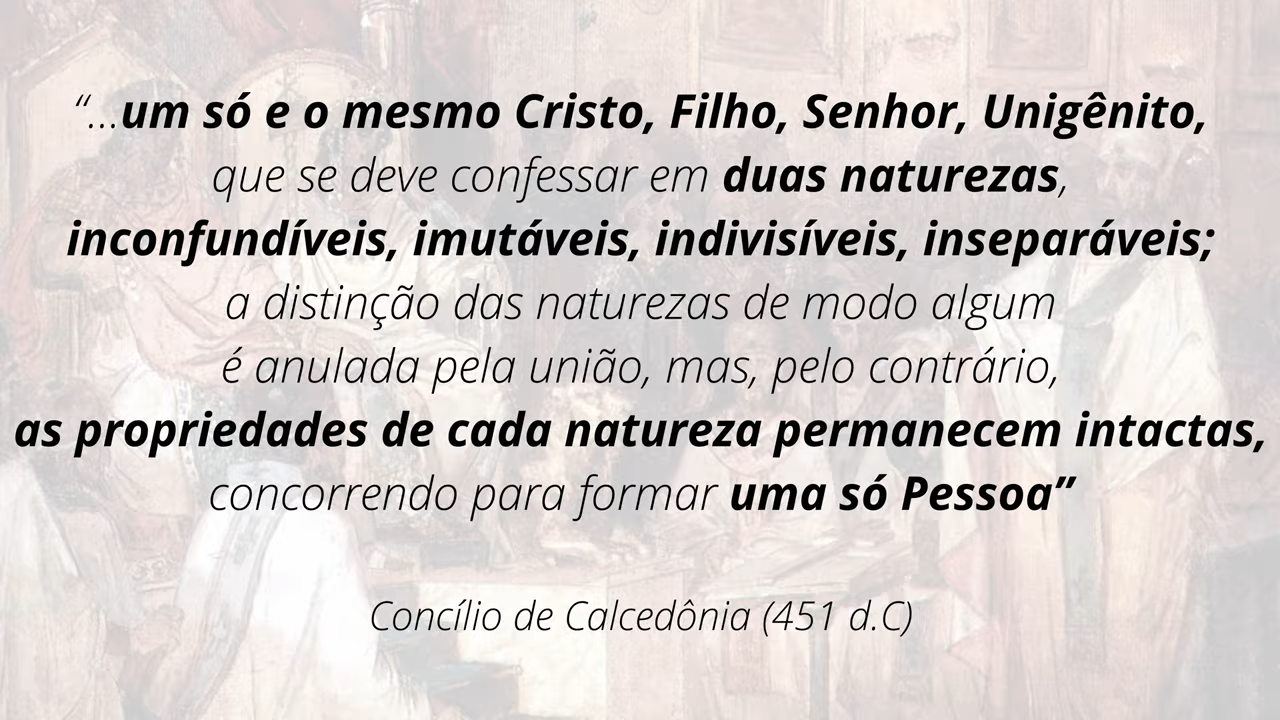 “...um só e o mesmo Cristo, Filho, Senhor, Unigênito,
que se deve confessar em duas naturezas,
inconfundíveis, imutáveis, indivisíveis, inseparáveis;
a distinção das naturezas de modo algum
é anulada pela união, mas, pelo contrário,
as propriedades de cada natureza permanecem intactas,
concorrendo para formar uma só Pessoa”
Concílio de Calcedônia (451 d.C)